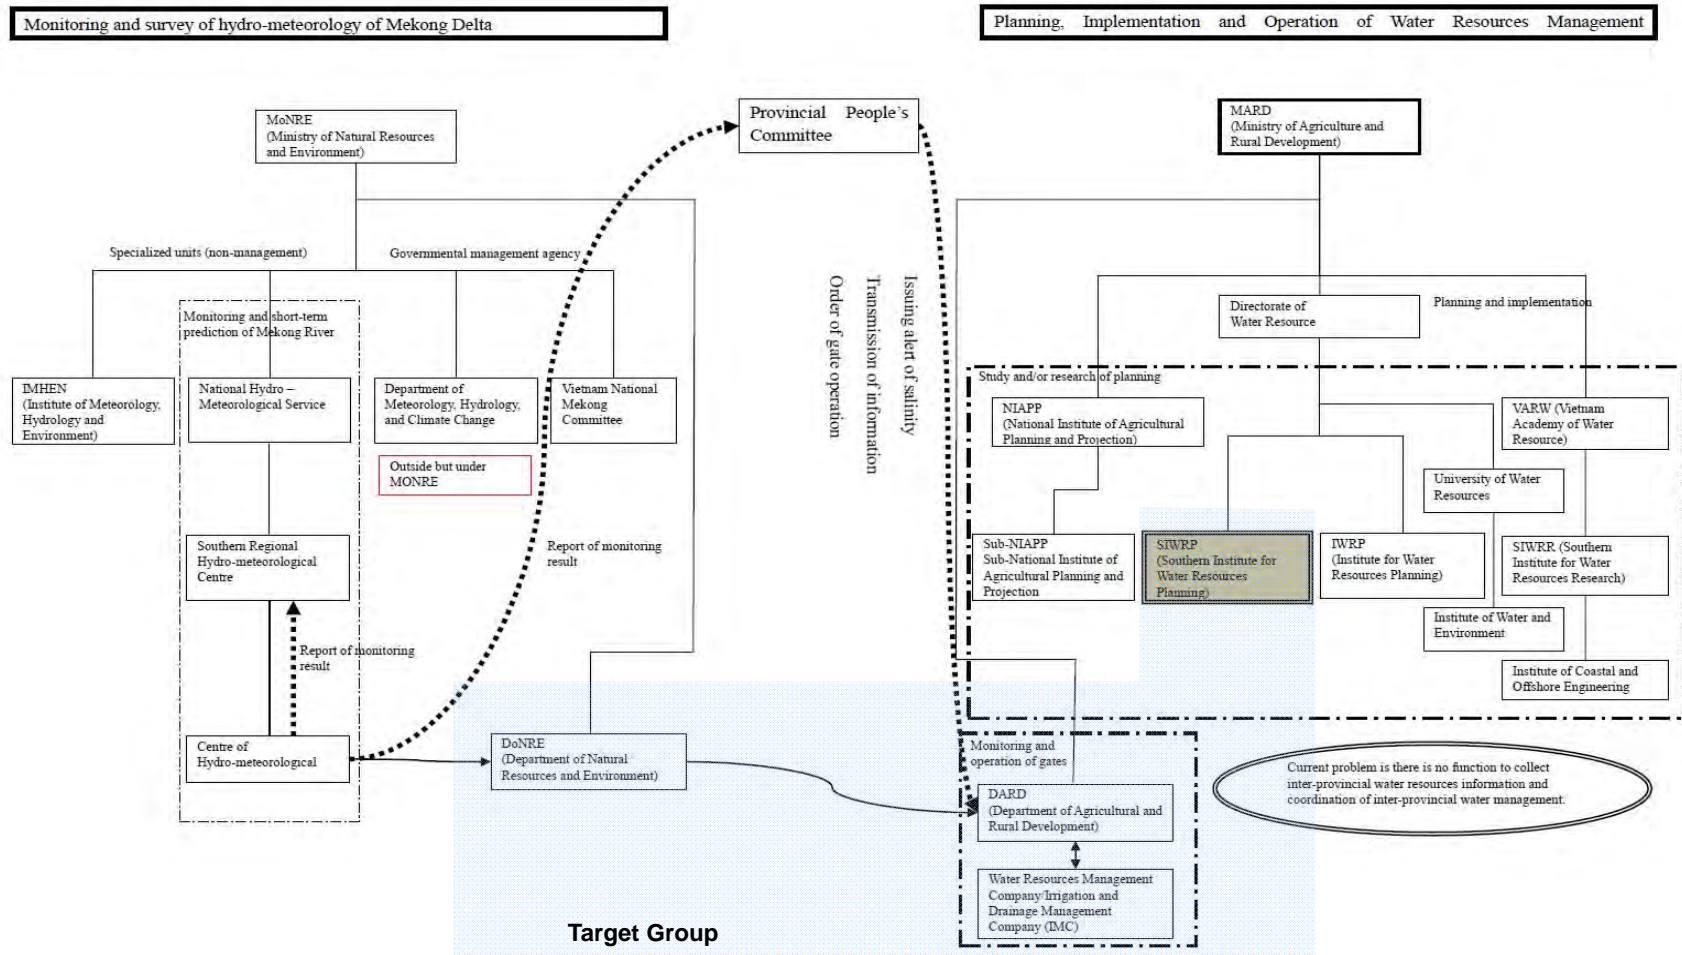 Monitoring and survey of hydro-meteorology of Mekong Delta
Planning, Implementation and Operation of Water Resources Management
MoNRE
(Ministry of Natural Resources
and Environment)
Provincial People's
Committee
MARD
(Ministry of Agriculture and
Rural Development)
Specialized units (non-management)
Governmental management agency
Monitoring and short-term
prediction of Mekong River
Issuing alert of salinity
Transmission of information
Order of gate operation
Directorate of
Water Resource
Planning and implementation
IMHEN
(Institute of Meteorology,
Hydrology and
Environment)
National Hydro –
Meteorological Service
Department of
Meteorology, Hydrology,
and Climate Change
Vietnam National
Mekong
Committee
Outside but under
MONRE
Study and/or research of planning
NIAPP
(National Institute of Agricultural
Planning and Projection)
VARW (Vietnam
Academy of Water
Resource)
University of Water
Resources
Southern Regional
Hydro-meteorological
Centre
Report of monitoring
result
Report of monitoring
result
Sub-NIAPP
Sub-National Institute of
Agricultural Planning and
Projection
SIWRP
(Southern Institute for
Water Resources
Planning)
IWRP
(Institute for Water
Resources Planning)
SIWRR (Southern
Institute for Water
Resources Research)
Institute of Water and
Environment
Institute of Coastal and
Offshore Engineering
Centre of
Hydro-meteorological
DoNRE
(Department of Natural
Resources and Environment)
Monitoring and
operation of gates
DARD
(Department of Agricultural and
Rural Development)
Water Resources Management
Company/Irrigation and
Drainage Management
Company (IMC)
Current problem is there is no function to collect
inter-provincial water resources information and
coordination of inter-provincial water management.
Target Group